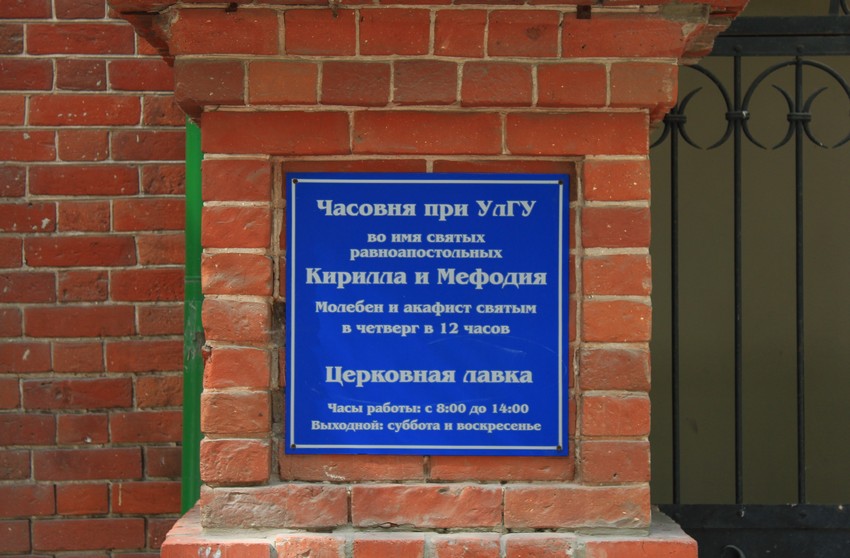 Часовня при УлГУ
во имя святых
равноапостольных
Кирилла и Мефодия
Молебен и акафист святым
в четверг в 12 часов
Церковная лавка
Часы работы: с 8:00 до 14:00
Выходной: суббота и воскресенье